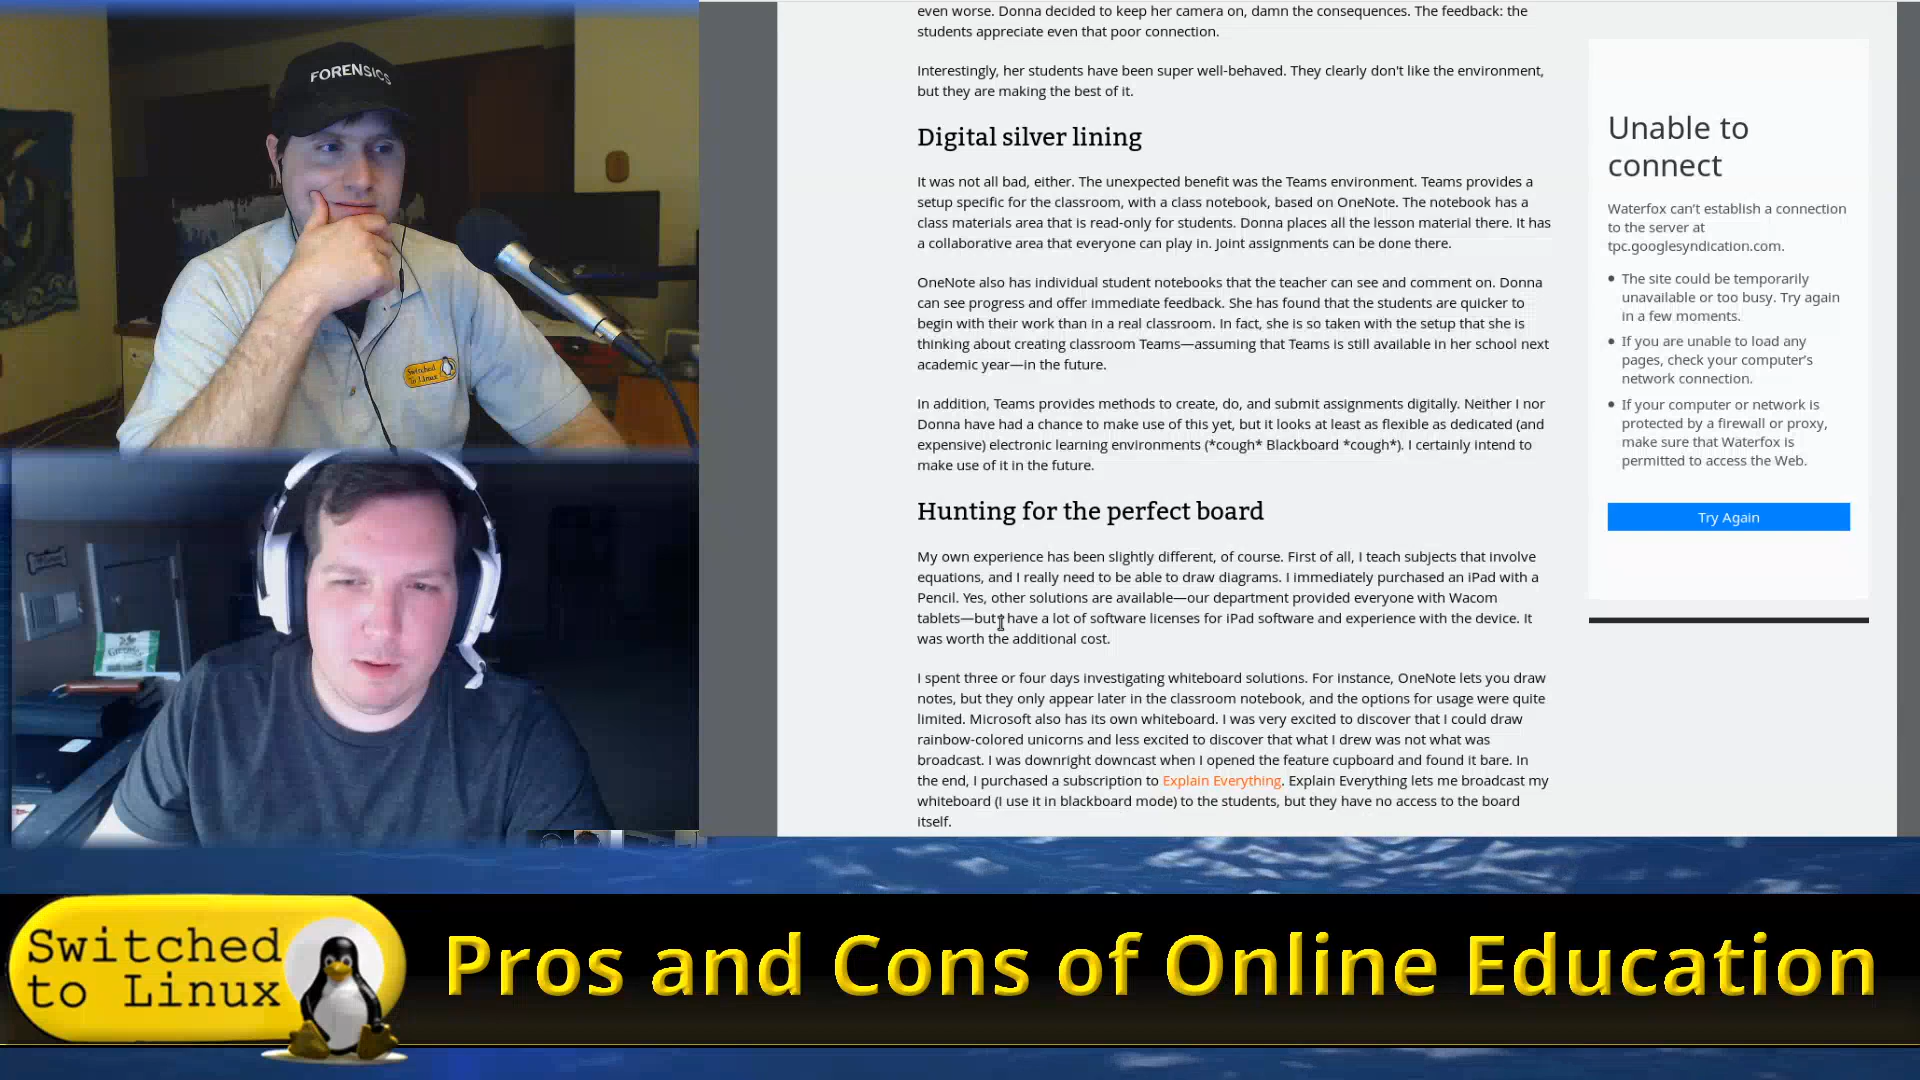 FORENSICS
Switched
To Linux
even worse. Donna decided to keep her camera on, damn the consequences. The feedback: the
students appreciate even that poor connection.
Interestingly, her students have been super well-behaved. They clearly don't like the environment,
but they are making the best of it.
Digital silver lining
It was not all bad, either. The unexpected benefit was the Teams environment. Teams provides a
setup specific for the classroom, with a class notebook, based on OneNote. The notebook has a
class materials area that is read-only for students. Donna places all the lesson material there. It has
a collaborative area that everyone can play in. Joint assignments can be done there.
OneNote also has individual student notebooks that the teacher can see and comment on. Donna
can see progress and offer immediate feedback. She has found that the students are quicker to
begin with their work than in a real classroom. In fact, she is so taken with the setup that she is
thinking about creating classroom Teams—assuming that Teams is still available in her school next
academic year—in the future.
In addition, Teams provides methods to create, do, and submit assignments digitally. Neither I nor
Donna have had a chance to make use of this yet, but it looks at least as flexible as dedicated (and
expensive) electronic learning environments (*cough* Blackboard *cough*). I certainly intend to
make use of it in the future.
Hunting for the perfect board
My own experience has been slightly different, of course. First of all, I teach subjects that involve
equations, and I really need to be able to draw diagrams. I immediately purchased an iPad with a
Pencil. Yes, other solutions are available—our department provided everyone with Wacom
tablets—but I have a lot of software licenses for iPad software and experience with the device. It
was worth the additional cost.
I spent three or four days investigating whiteboard solutions. For instance, OneNote lets you draw
notes, but they only appear later in the classroom notebook, and the options for usage were quite
limited. Microsoft also has its own whiteboard. I was very excited to discover that I could draw
rainbow-colored unicorns and less excited to discover that what I drew was not what was
broadcast. I was downright downcast when I opened the feature cupboard and found it bare. In
the end, I purchased a subscription to Explain Everything. Explain Everything lets me broadcast my
whiteboard (I use it in blackboard mode) to the students, but they have no access to the board
itself.
Unable to
connect
Waterfox can't establish a connection
to the server at
tpc.googlesyndication.com.
• The site could be temporarily
unavailable or too busy. Try again
in a few moments.
• If you are unable to load any
pages, check your computer's
network connection.
• If your computer or network is
protected by a firewall or proxy,
make sure that Waterfox is
permitted to access the Web.
Try Again
Switched
to Linux
Pros and Cons of Online Education